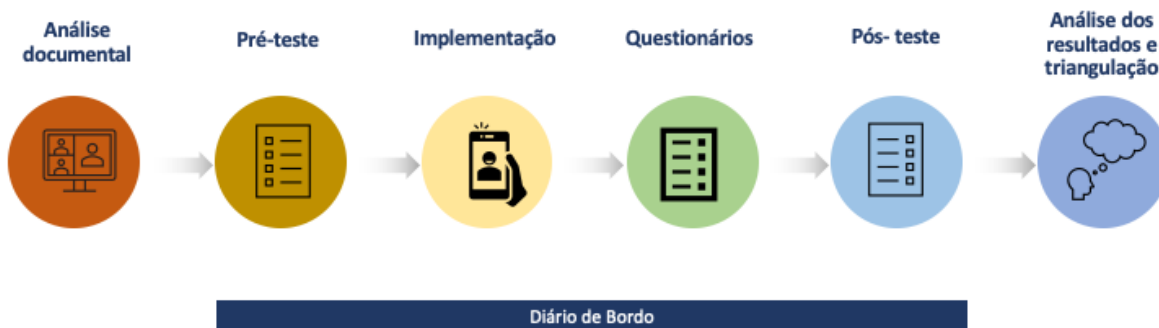 Análise
documental
Pré-teste
Implementação
Questionários
Pós- teste
Análise dos
resultados e
triangulação
Diário de Bordo